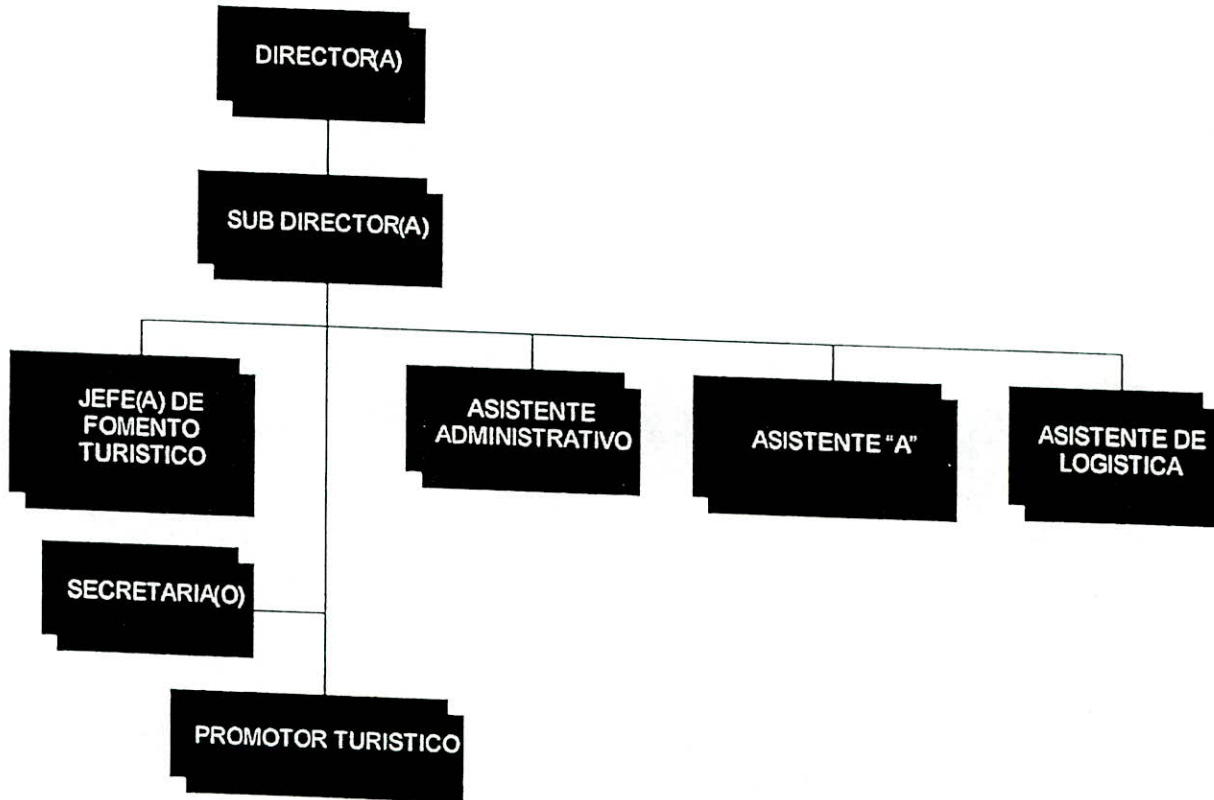 DIRECTOR(A)
SUB DIRECTOR(A)
JEFE(A) DE
FOMENTO
TURISTICO
ASISTENTE
ADMINISTRATIVO
ASISTENTE “A”
ASISTENTE DE
LOGISTICA
SECRETARIA(O)
PROMOTOR TURISTICO